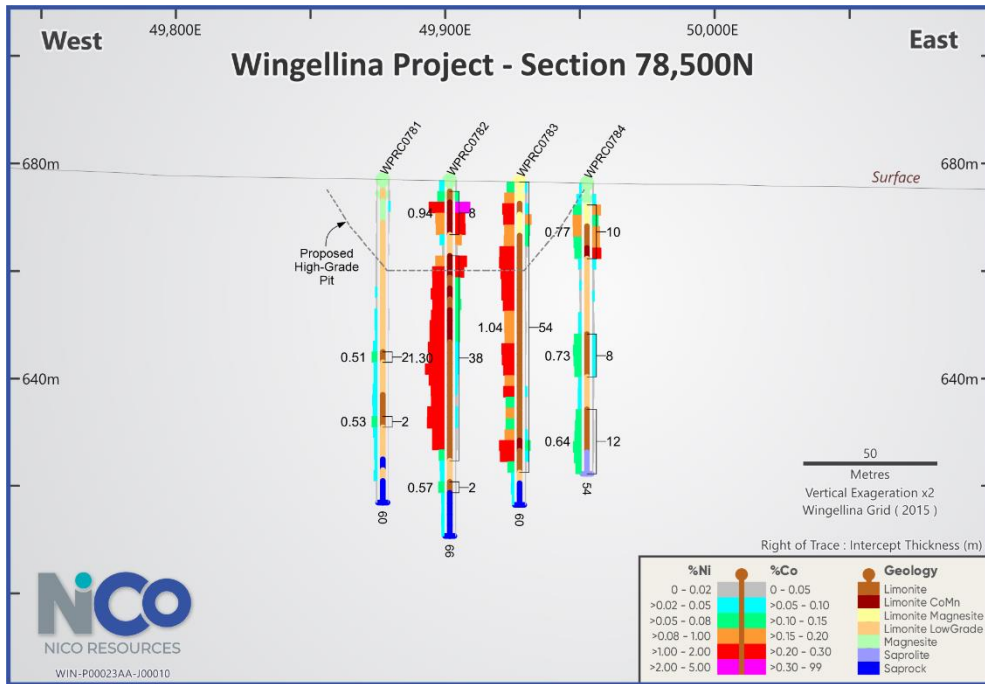 West
49,800E
49,900E
50,000E
East
Wingellina Project - Section 78,500N
WPRC0781
WPRC0782
WPRC0783
WPRC0784
680m
680m
Surface
0.94 8
0.77 10
Proposed
High-Grade
Pit
1.04 54
0.51 2 1.30 38
0.73 8
640m
640m
0.53 2
0.64 12
0.57 2
60
66
60
54
50
Metres
Vertical Exageration x2
Wingellina Grid ( 2015 )
Right of Trace : Intercept Thickness (m)
%Ni %Co Geology
0 - 0.02 0 - 0.05 Limonite
>0.02 - 0.05 >0.05 - 0.10 Limonite CoMn
>0.05 - 0.08 >0.10 - 0.15 Limonite Magnesite
>0.08 - 1.00 >0.15 - 0.20 Limonite LowGrade
>1.00 - 2.00 >0.20 - 0.30 Magnesite
>2.00 - 5.00 >0.30 - 99 Saprolite
Saprock
NiCo
NICO RESOURCES
WIN-P00023AA-J00010